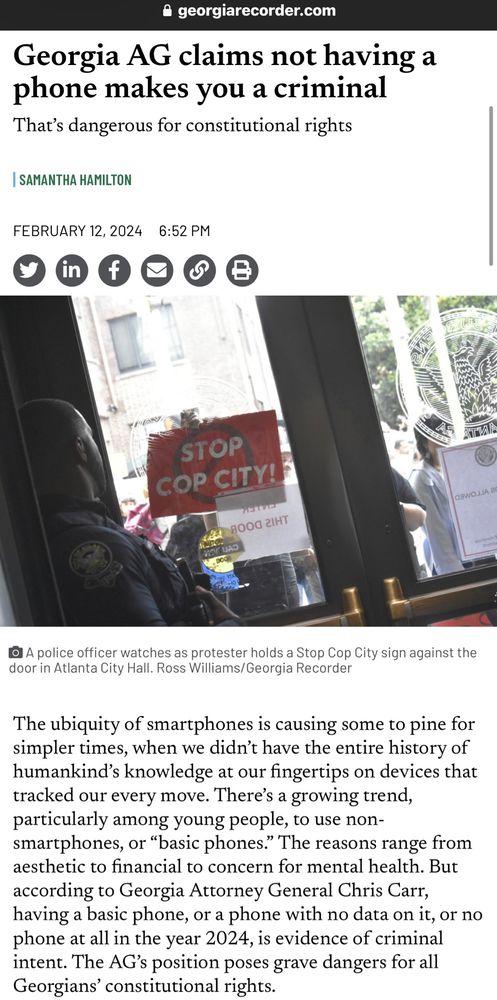 georgiarecorder.com
Georgia AG claims not having a
phone makes you a criminal
That’s dangerous for constitutional rights
SAMANTHA HAMILTON
FEBRUARY 12, 2024 6:52 PM
STOP
COP CITY!
ENTER
THIS DOOR
A police officer watches as protester holds a Stop Cop City sign against the
door in Atlanta City Hall. Ross Williams/Georgia Recorder
The ubiquity of smartphones is causing some to pine for
simpler times, when we didn’t have the entire history of
humankind’s knowledge at our fingertips on devices that
tracked our every move. There’s a growing trend,
particularly among young people, to use non-
smartphones, or “basic phones.” The reasons range from
aesthetic to financial to concern for mental health. But
according to Georgia Attorney General Chris Carr,
having a basic phone, or a phone with no data on it, or no
phone at all in the year 2024, is evidence of criminal
intent. The AG’s position poses grave dangers for all
Georgians’ constitutional rights.